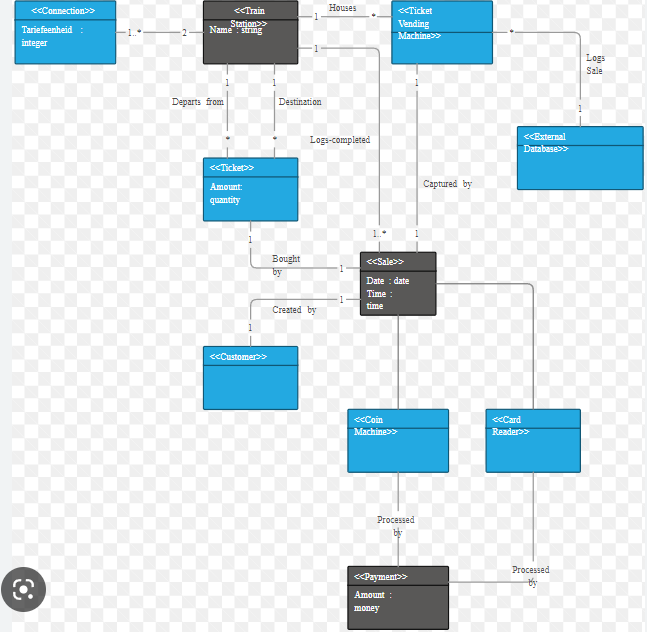 <<Connection>>
Tariefeenheid :
integer
1..*
2
<<Train
Station>>
Name : string
1
Houses
*
<<Ticket
Vending
Machine>>
*
Logs
Sale
1
<<External
Database>>
1
1
1
1
Departs from
Destination
*
*
Logs-completed
Captured by
<<Ticket>>
Amount:
quantity
1
1..*
1
Bought
by
1
<<Sale>>
Date : date
Time :
time
1
Created by
1
<<Customer>>
<<Coin
Machine>>
<<Card
Reader>>
Processed
by
Processed
by
<<Payment>>
Amount :
money